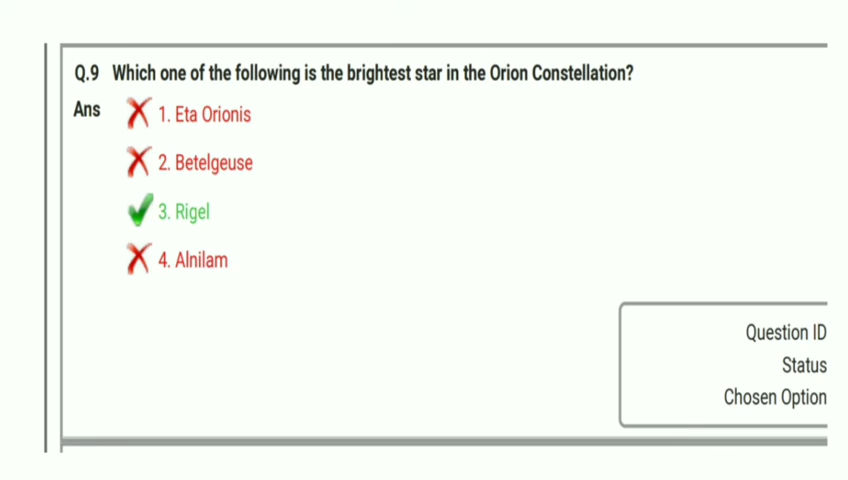 Q.9 Which one of the following is the brightest star in the Orion Constellation?
Ans 1. Eta Orionis
2. Betelgeuse
3. Rigel
4. Alnilam
Question ID
Status
Chosen Option